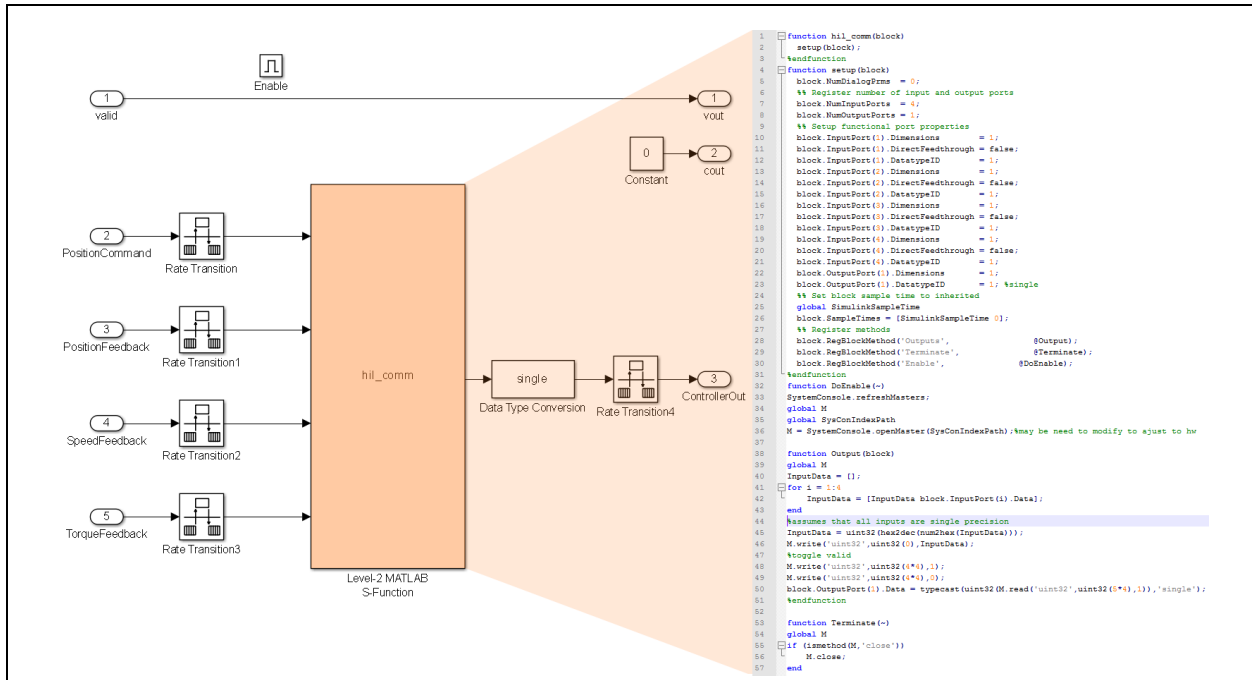 Enable
1
valid
1
vout
0
Constant
2
cout
2
PositionCommand
Rate Transition
3
PositionFeedback
Rate Transition1
hil_comm
single
Data Type Conversion
Rate Transition4
3
ControllerOut
4
SpeedFeedback
Rate Transition2
5
TorqueFeedback
Rate Transition3
Level-2 MATLAB
S-Function
1 function hil_comm(block)
2 setup(block);
3 %endfunction
4 function setup(block)
5 block.NumDialogPrms = 0;
6 %% Register number of input and output ports
7 block.NumInputPorts = 4;
8 block.NumOutputPorts = 1;
9 %% Setup functional port properties
10 block.InputPort(1).Dimensions = 1;
11 block.InputPort(1).DirectFeedthrough = false;
12 block.InputPort(1).DatatypeID = 1;
13 block.InputPort(2).Dimensions = 1;
14 block.InputPort(2).DirectFeedthrough = false;
15 block.InputPort(2).DatatypeID = 1;
16 block.InputPort(3).Dimensions = 1;
17 block.InputPort(3).DirectFeedthrough = false;
18 block.InputPort(3).DatatypeID = 1;
19 block.InputPort(4).Dimensions = 1;
20 block.InputPort(4).DirectFeedthrough = false;
21 block.InputPort(4).DatatypeID = 1;
22 block.OutputPort(1).Dimensions = 1;
23 block.OutputPort(1).DatatypeID = 1; %single
24 %% Set block sample time to inherited
25 global SimulinkSampleTime
26 block.SampleTimes = [SimulinkSampleTime 0];
27 %% Register methods
28 block.RegBlockMethod('Outputs', @Output);
29 block.RegBlockMethod('Terminate', @Terminate);
30 block.RegBlockMethod('Enable', @DoEnable);
31 %endfunction
32 function DoEnable(~)
33 SystemConsole.refreshMasters;
34 global M
35 global SysConIndexPath
36 M = SystemConsole.openMaster(SysConIndexPath);%may be need to modify to ajust to hw
37
38 function Output(block)
39 global M
40 InputData = [];
41 for i = 1:4
42 InputData = [InputData block.InputPort(i).Data];
43 end
44 %assumes that all inputs are single precision
45 InputData = uint32(hex2dec(num2hex(InputData)));
46 M.write('uint32',uint32(0),InputData);
47 %toggle valid
48 M.write('uint32',uint32(4*4),1);
49 M.write('uint32',uint32(4*4),0);
50 block.OutputPort(1).Data = typecast(uint32(M.read('uint32',uint32(5*4),1)),'single');
51 %endfunction
52
53 function Terminate(~)
54 global M
55 if (ismethod(M,'close'))
56 M.close;
57 end